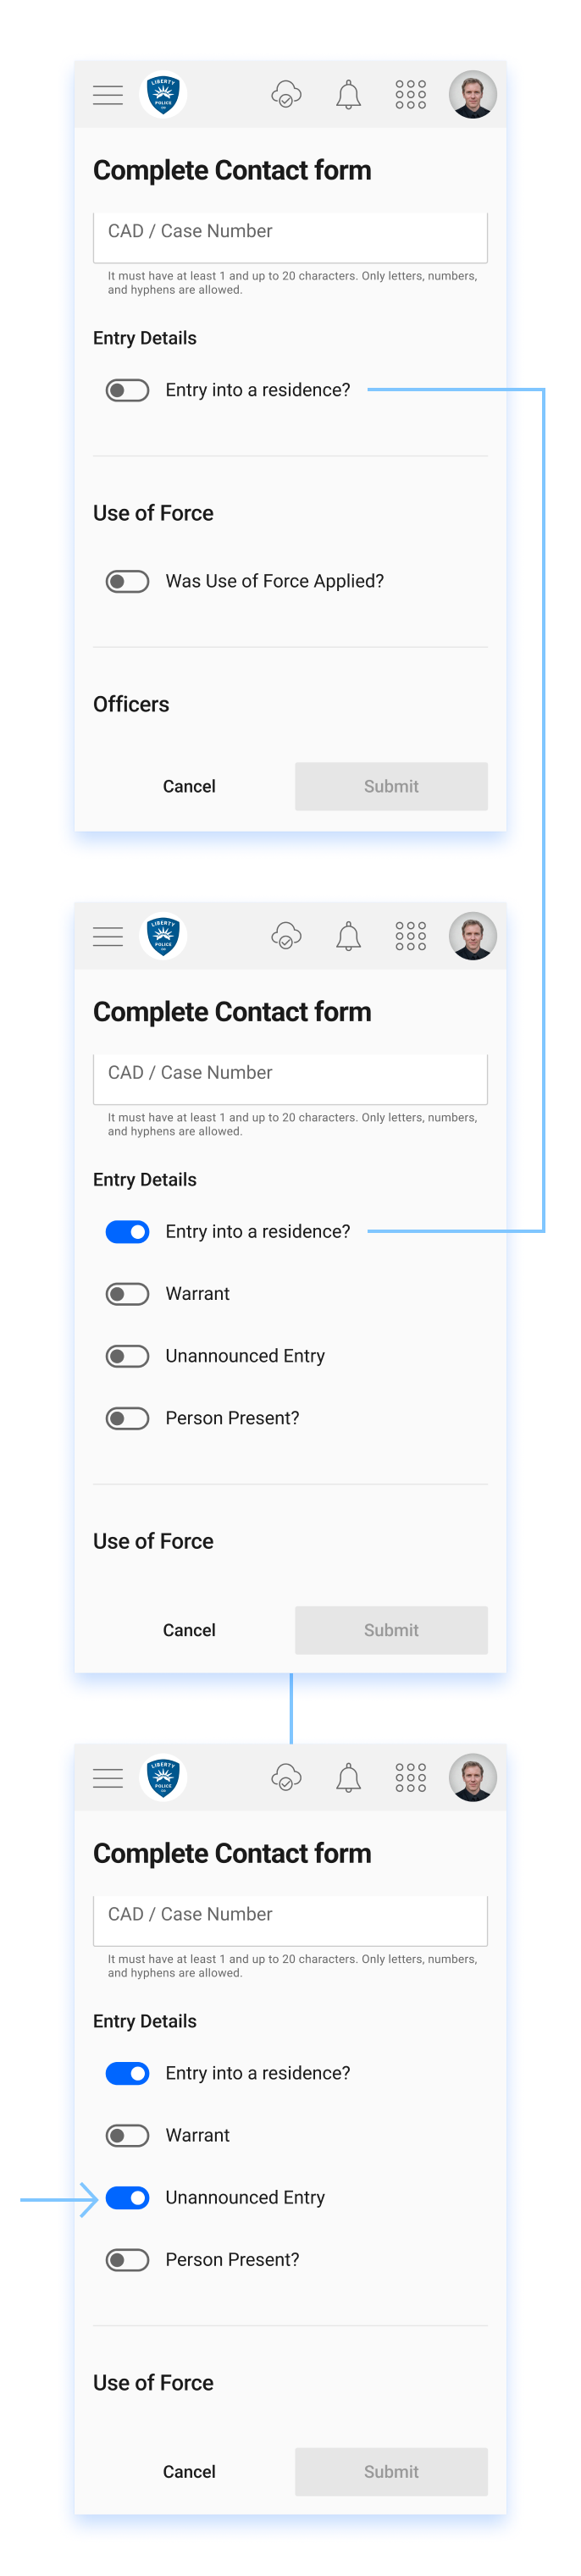 LIBERTY
POLICE
Complete Contact form
CAD / Case Number
It must have at least 1 and up to 20 characters. Only letters, numbers,
and hyphens are allowed.
Entry Details
Entry into a residence?
Use of Force
Was Use of Force Applied?
Officers
Cancel Submit
LIBERTY
POLICE
Complete Contact form
CAD / Case Number
It must have at least 1 and up to 20 characters. Only letters, numbers,
and hyphens are allowed.
Entry Details
Entry into a residence?
Warrant
Unannounced Entry
Person Present?
Use of Force
Cancel Submit
LIBERTY
POLICE
Complete Contact form
CAD / Case Number
It must have at least 1 and up to 20 characters. Only letters, numbers,
and hyphens are allowed.
Entry Details
Entry into a residence?
Warrant
Unannounced Entry
Person Present?
Use of Force
Cancel Submit